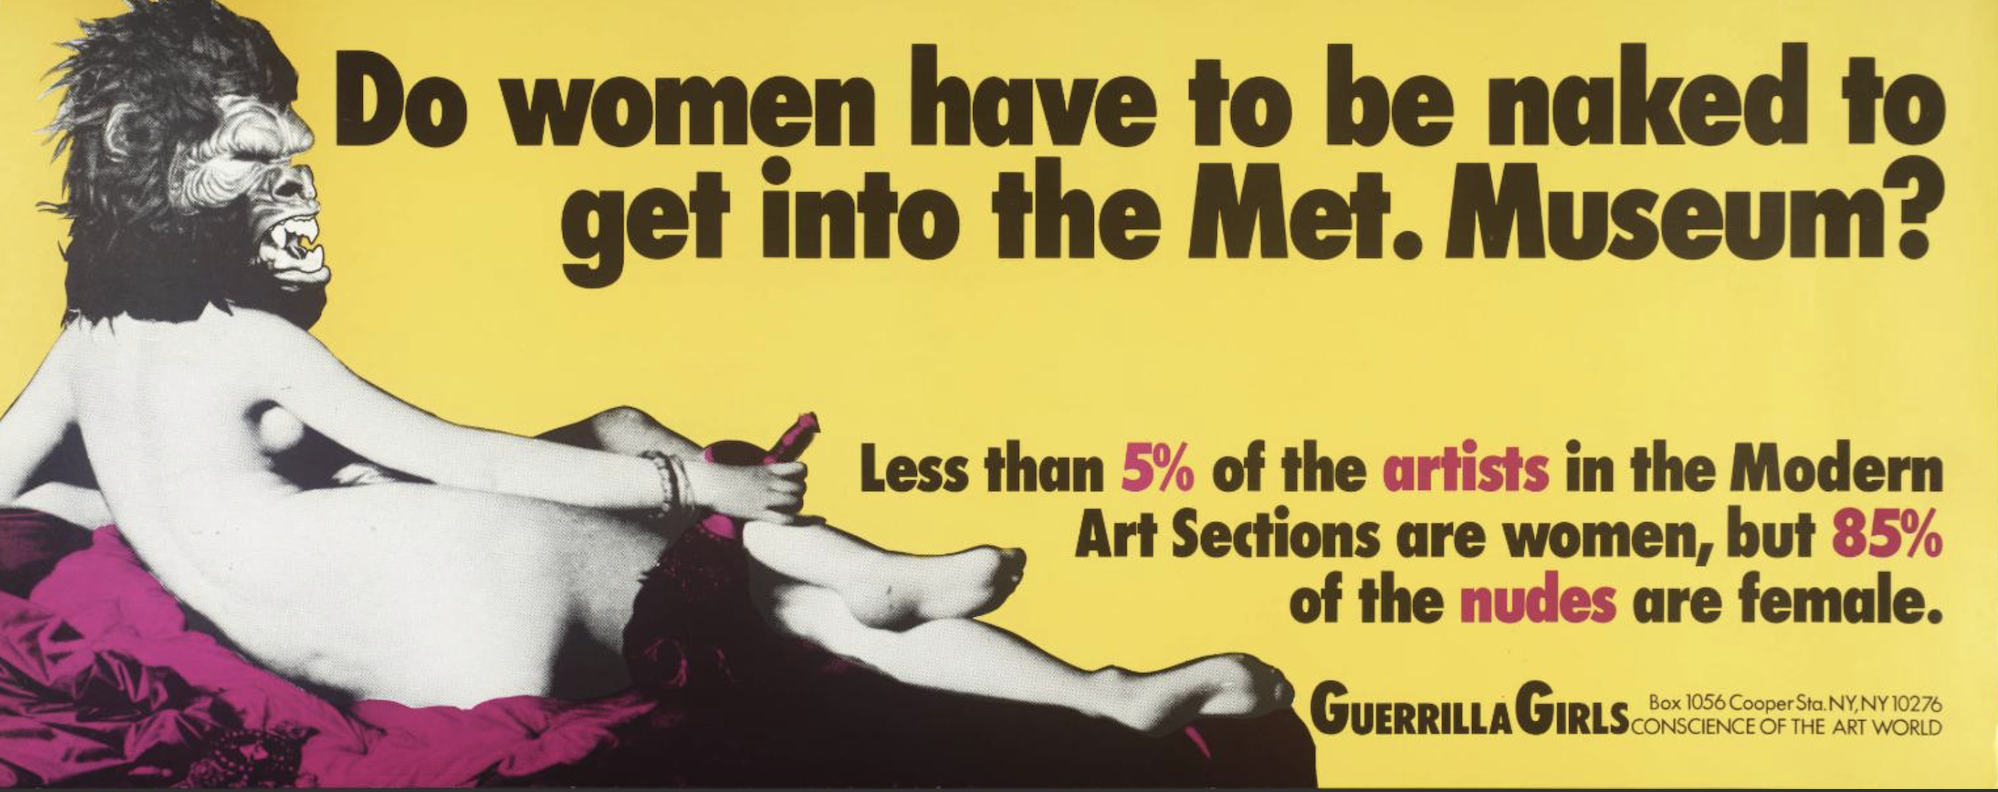 Do women have to be naked to
get into the Met. Museum?
Less than 5% of the artists in the Modern
Art Sections are women, but 85%
of the nudes are female.
GUERRILLA GIRLS Box 1056 Cooper Sta. NY, NY 10276
CONSCIENCE OF THE ART WORLD